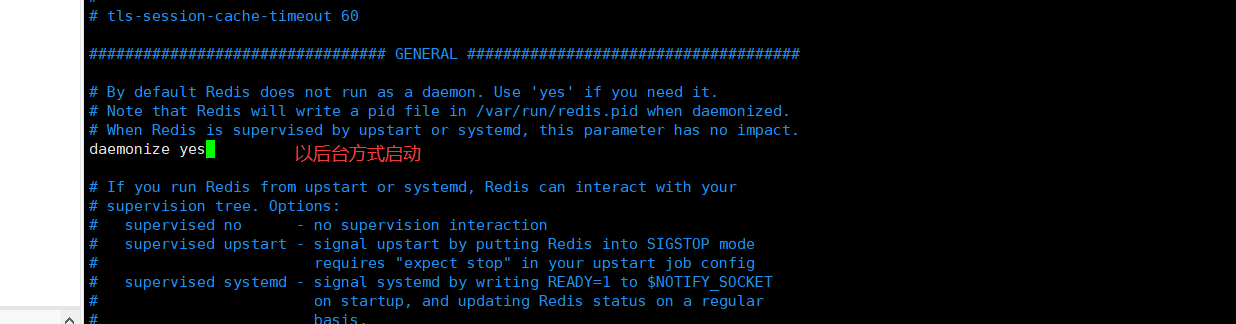 #
# tls-session-cache-timeout 60
################################# GENERAL #####################################
# By default Redis does not run as a daemon. Use 'yes' if you need it.
# Note that Redis will write a pid file in /var/run/redis.pid when daemonized.
# When Redis is supervised by upstart or systemd, this parameter has no impact.
daemonize yes 以后台方式启动
# If you run Redis from upstart or systemd, Redis can interact with your
# supervision tree. Options:
#   supervised no      - no supervision interaction
#   supervised upstart - signal upstart by putting Redis into SIGSTOP mode
#                        requires "expect stop" in your upstart job config
#   supervised systemd - signal systemd by writing READY=1 to $NOTIFY_SOCKET
#                        on startup, and updating Redis status on a regular
#                        basis.